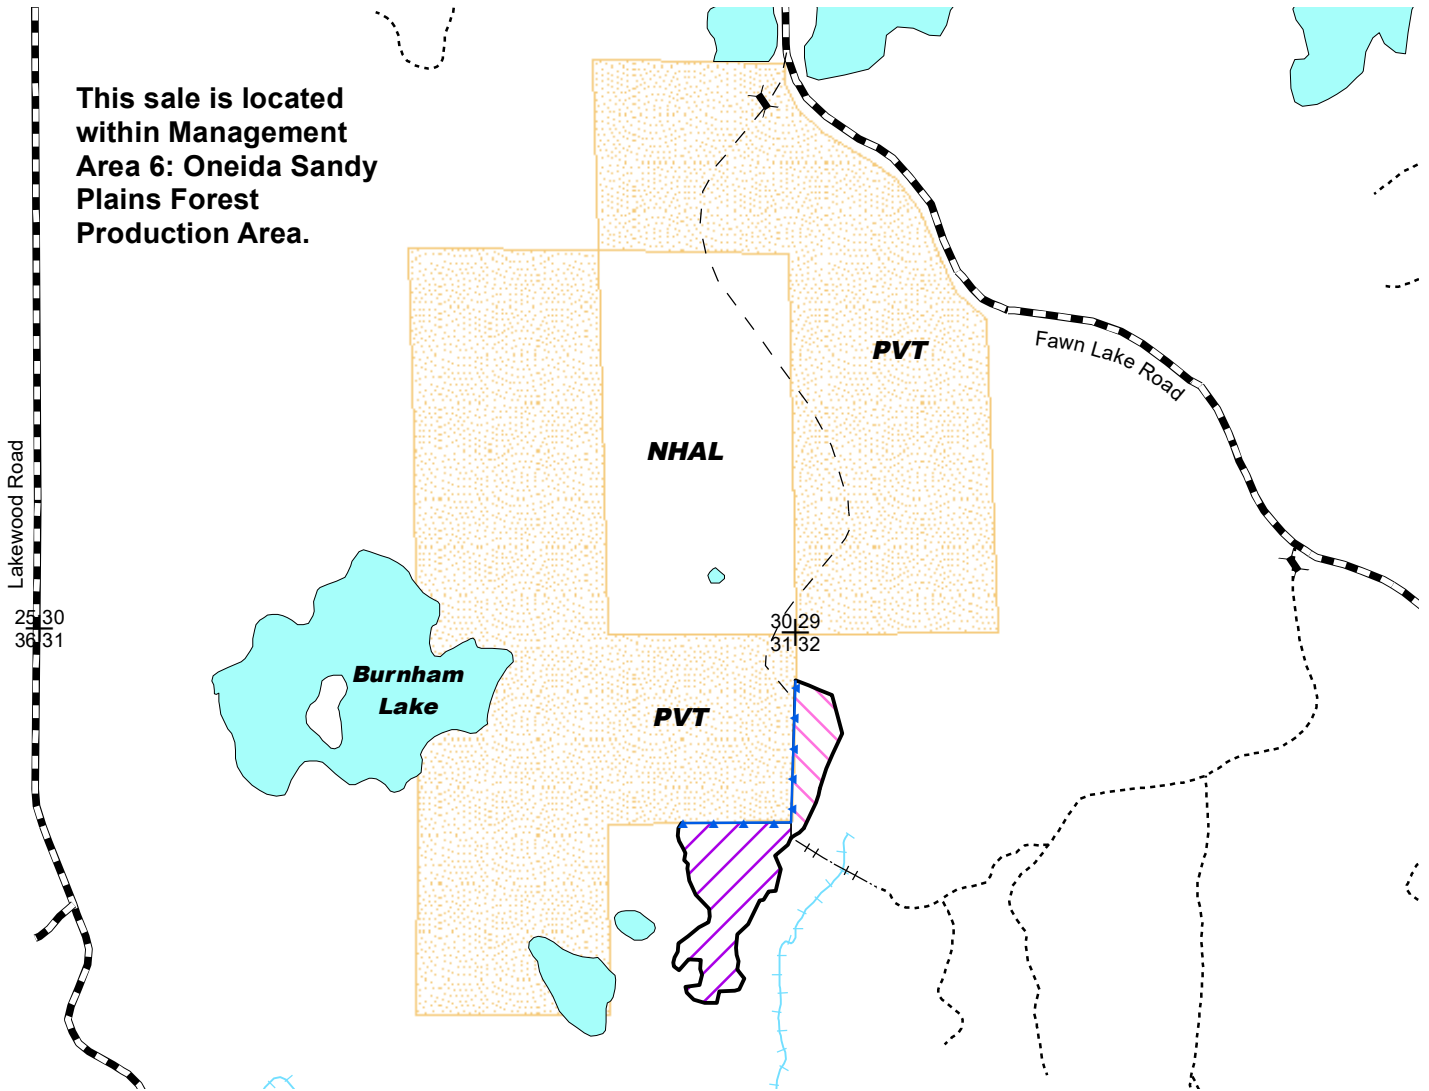 This sale is located
within Management
Area 6: Oneida Sandy
Plains Forest
Production Area.
PVT
Fawn Lake Road
NHAL
Lakewood Road
25 30
36 31
30 29
31 32
Burnham
Lake
PVT